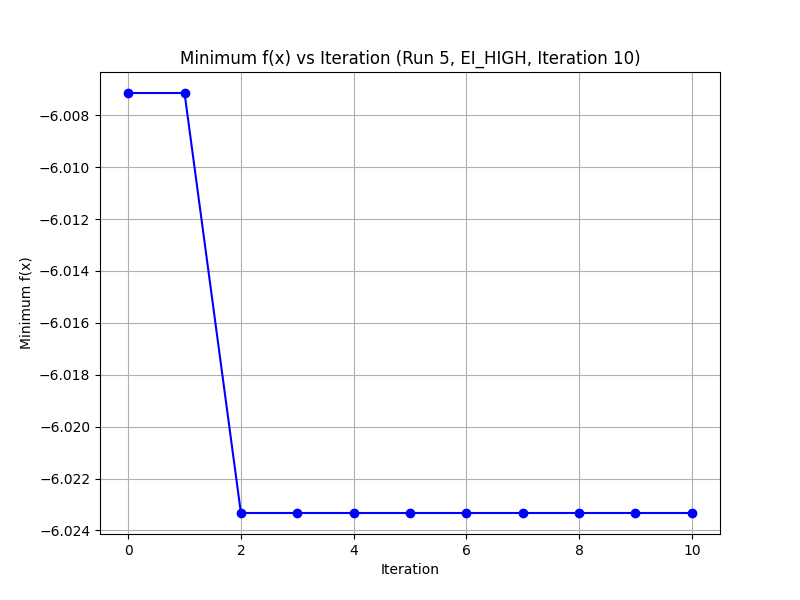 Minimum f(x) vs Iteration (Run 5, EI_HIGH, Iteration 10)
−6.008
−6.010
−6.012
−6.014
−6.016
−6.018
−6.020
−6.022
−6.024
Minimum f(x)
0 2 4 6 8 10
Iteration